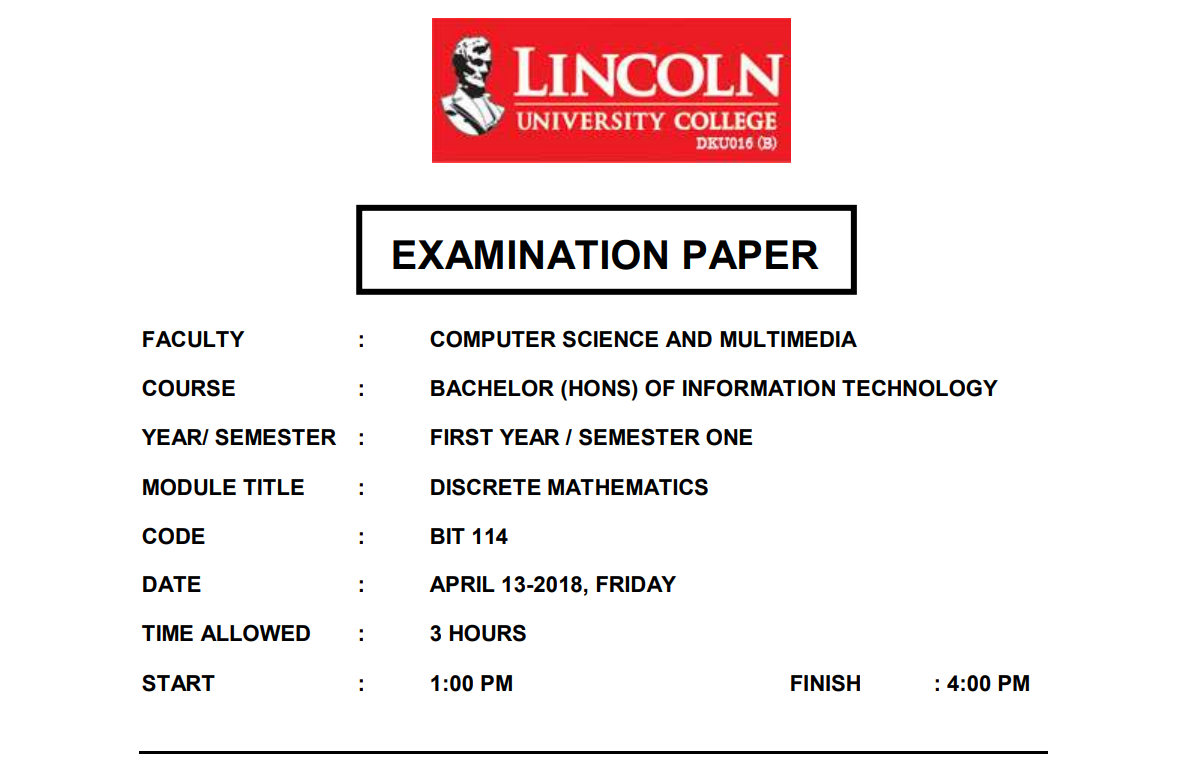 LINCOLN
UNIVERSITY COLLEGE
DKU016 (B)
EXAMINATION PAPER
FACULTY : COMPUTER SCIENCE AND MULTIMEDIA
COURSE : BACHELOR (HONS) OF INFORMATION TECHNOLOGY
YEAR/ SEMESTER : FIRST YEAR / SEMESTER ONE
MODULE TITLE : DISCRETE MATHEMATICS
CODE : BIT 114
DATE : APRIL 13-2018, FRIDAY
TIME ALLOWED : 3 HOURS
START : 1:00 PM FINISH : 4:00 PM